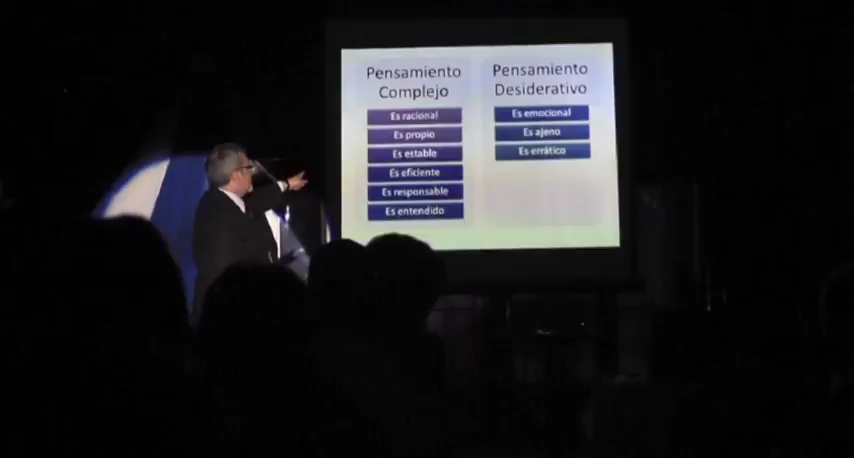 Pensamiento
Complejo
Es racional
Es propio
Es estable
Es eficiente
Es responsable
Es entendido
Pensamiento
Desiderativo
Es emocional
Es ajeno
Es errático